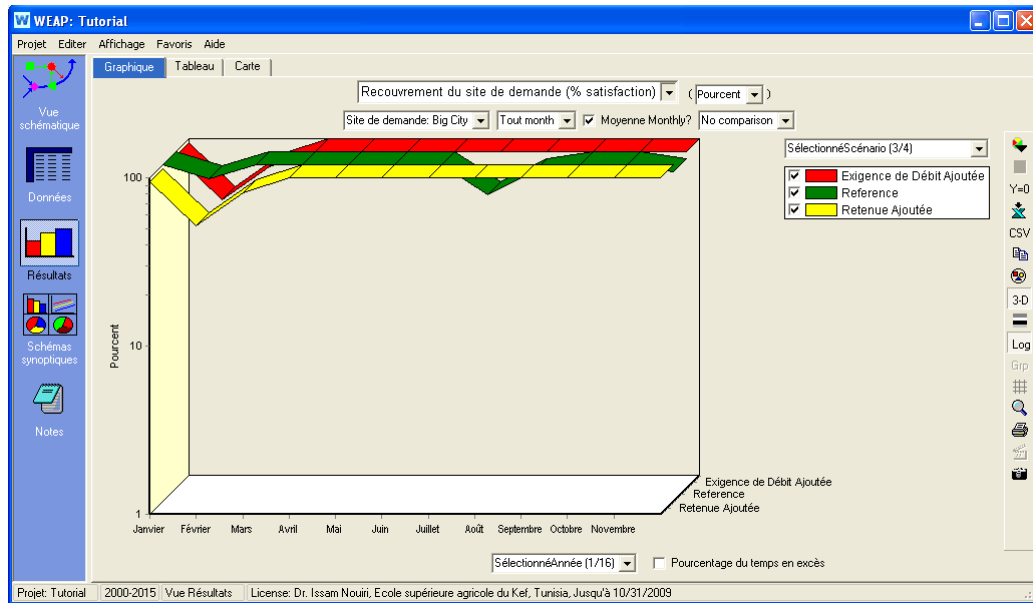 WEAP: Tutorial
Projet Editer Affichage Favoris Aide
Graphique Tableau Carte
Vue schématique
Données
Résultats
Schémas synoptiques
Notes
Recouvrement du site de demande (% satisfaction) ( Pourcent )
Site de demande: Big City Tout month Moyenne Monthly? No comparison
SélectionnéScénario (3/4)
Exigence de Débit Ajoutée
Reference
Retenue Ajoutée
Y=0
CSV
3-D
Log
Grp
Pourcent
100
10
1
Janvier Février Mars Avril Mai Juin Juillet Août Septembre Octobre Novembre
Exigence de Débit Ajoutée
Reference
Retenue Ajoutée
SélectionnéAnnée (1/16) Pourcentage du temps en excès
Projet: Tutorial 2000-2015 Vue Résultats License: Dr. Issam Nouiri, Ecole supérieure agricole du Kef, Tunisia, Jusqu'à 10/31/2009